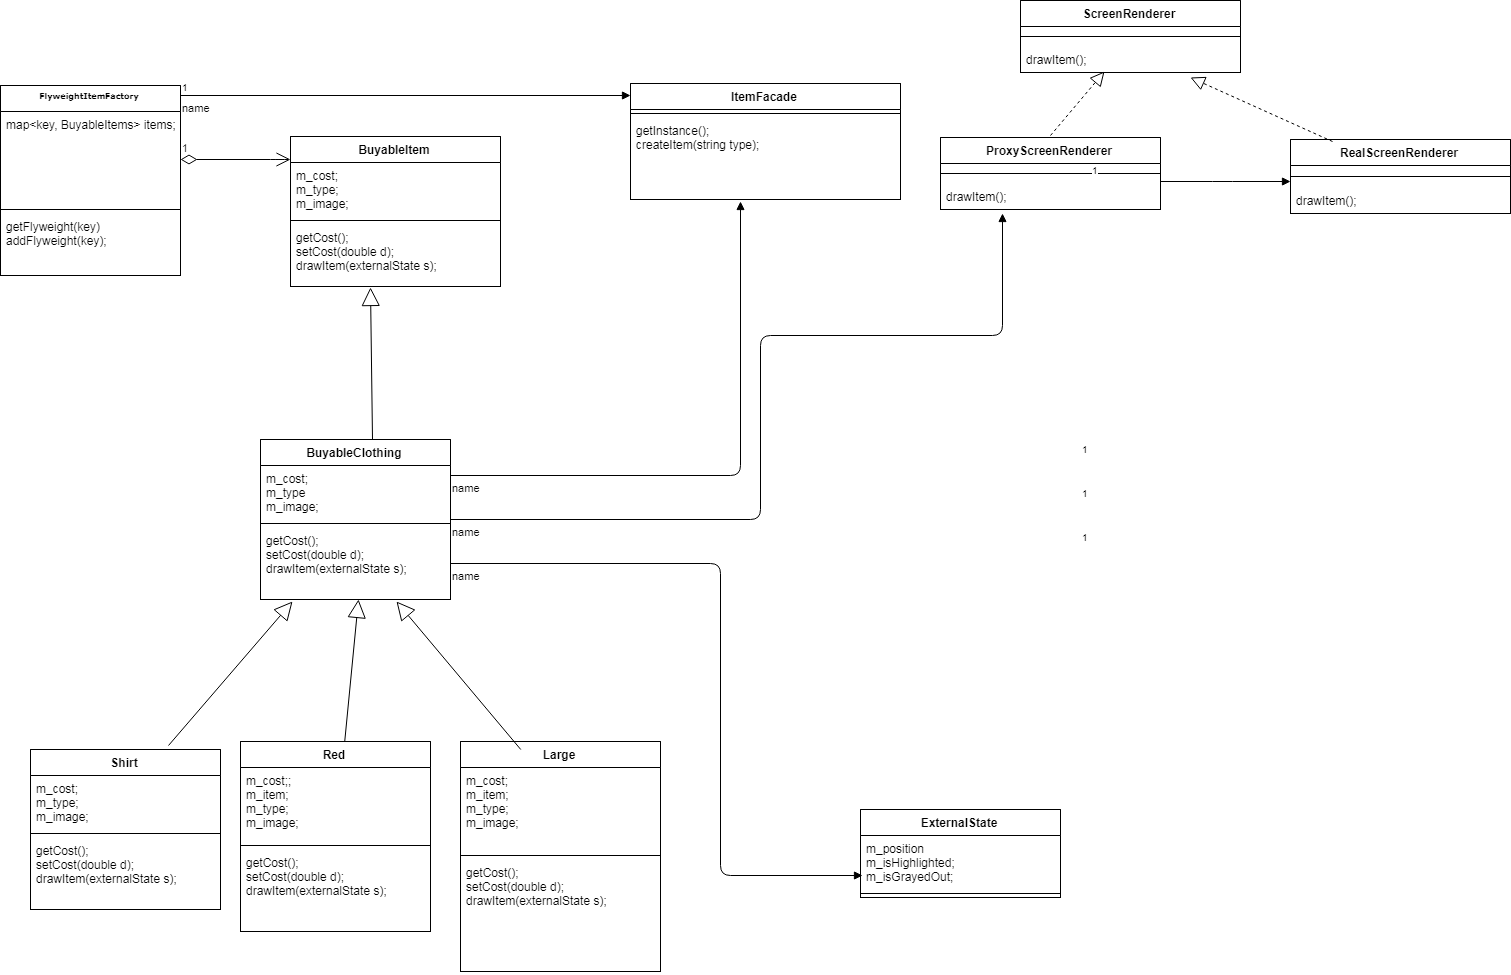 ScreenRenderer
drawItem();
FlyweightItemFactory
map<key, BuyableItems> items;
getFlyweight(key)
addFlyweight(key);
1
name
1
ItemFacade
getInstance();
createItem(string type);
BuyableItem
m_cost;
m_type;
m_image;
getCost();
setCost(double d);
drawItem(externalState s);
ProxyScreenRenderer
1
drawItem();
RealScreenRenderer
drawItem();
BuyableClothing
m_cost;
m_type
m_image;
getCost();
setCost(double d);
drawItem(externalState s);
name
name
name
1
1
1
Shirt
m_cost;
m_type;
m_image;
getCost();
setCost(double d);
drawItem(externalState s);
Red
m_cost;;
m_item;
m_type;
m_image;
getCost();
setCost(double d);
drawItem(externalState s);
Large
m_cost;
m_item;
m_type;
m_image;
getCost();
setCost(double d);
drawItem(externalState s);
ExternalState
m_position
m_isHighlighted;
m_isGrayedOut;